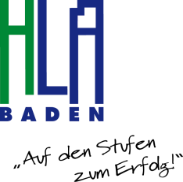 HLA
BADEN
„Auf den Stufen
zum Erfolg!“